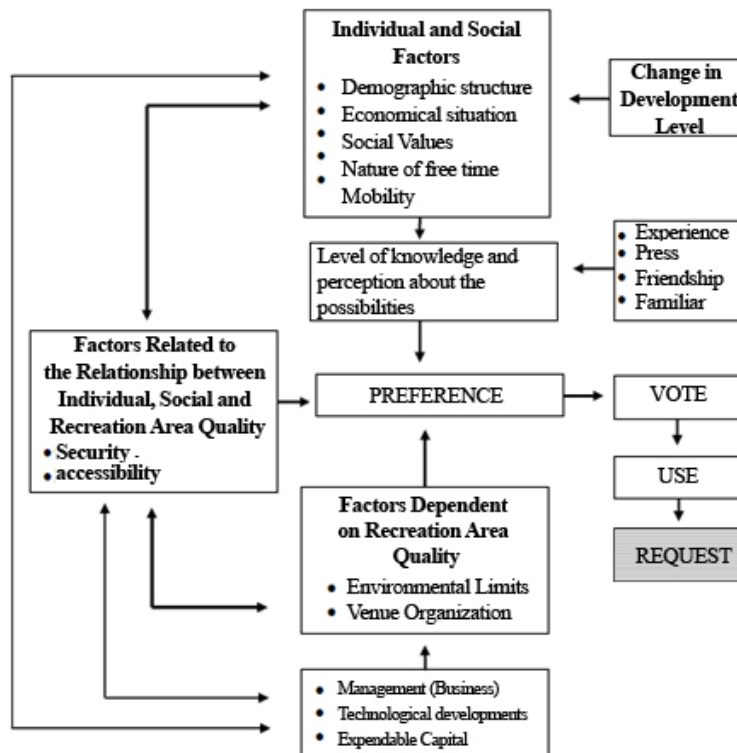 Individual and Social
Factors
• Demographic structure
• Economical situation
• Social Values
• Nature of free time
• Mobility
Change in
Development
Level
Level of knowledge and
perception about the
possibilities
• Experience
• Press
• Friendship
• Familiar
Factors Related to
the Relationship between
Individual, Social and
Recreation Area Quality
• Security -
• accessibility
PREFERENCE
VOTE
USE
REQUEST
Factors Dependent
on Recreation Area
Quality
• Environmental Limits
• Venue Organization
• Management (Business)
• Technological developments
• Expendable Capital